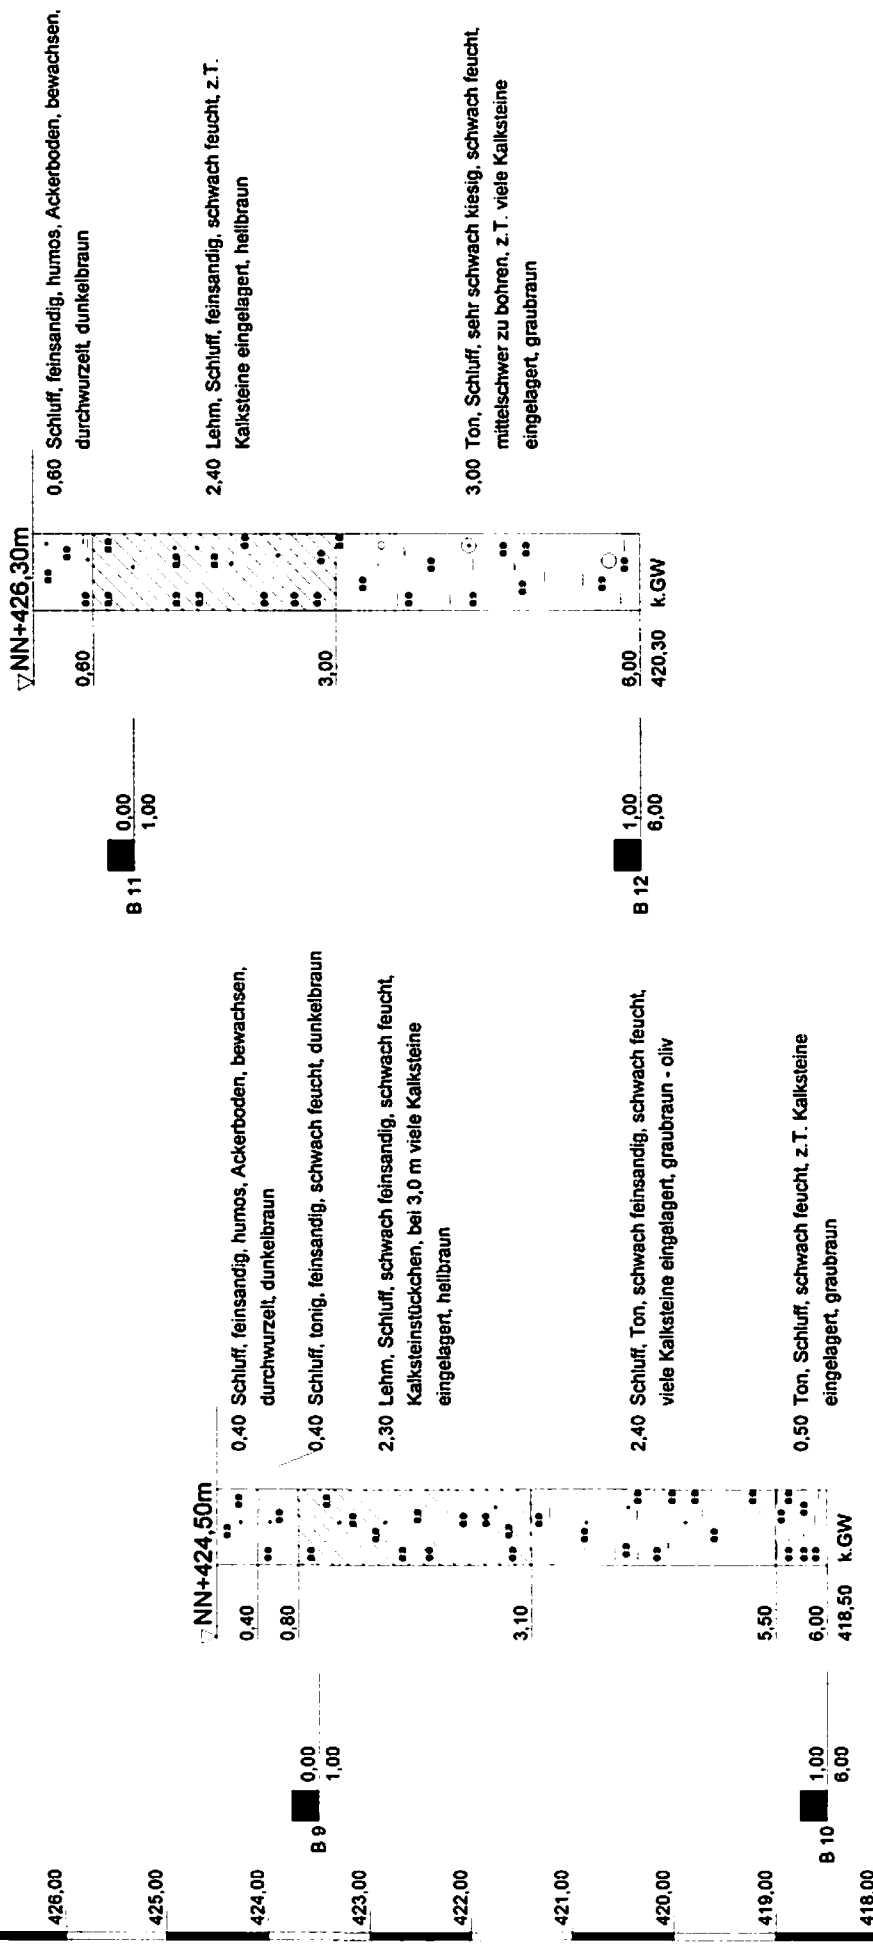 426,00
425,00
424,00
423,00
422,00
421,00
420,00
419,00
418,00
B 9
0,00
1,00
B 10
1,00
6,00
NN+424,50m
0,40
0,80
3,10
5,50
6,00
418,50
k.GW
0,40 Schluff, feinsandig, humos, Ackerboden, bewachsen,
durchwurzelt, dunkelbraun
0,40 Schluff, tonig, feinsandig, schwach feucht, dunkelbraun
2,30 Lehm, Schluff, schwach feinsandig, schwach feucht,
Kalksteinstückchen, bei 3,0 m viele Kalksteine
eingelagert, hellbraun
2,40 Schluff, Ton, schwach feinsandig, schwach feucht,
viele Kalksteine eingelagert, graubraun - oliv
0,50 Ton, Schluff, schwach feucht, z.T. Kalksteine
eingelagert, graubraun
B 11
0,00
1,00
B 12
1,00
6,00
NN+426,30m
0,60
3,00
6,00
420,30
k.GW
0,60 Schluff, feinsandig, humos, Ackerboden, bewachsen,
durchwurzelt, dunkelbraun
2,40 Lehm, Schluff, feinsandig, schwach feucht, z.T.
Kalksteine eingelagert, hellbraun
3,00 Ton, Schluff, sehr schwach kiesig, schwach feucht,
mittelschwer zu bohren, z.T. viele Kalksteine
eingelagert, graubraun